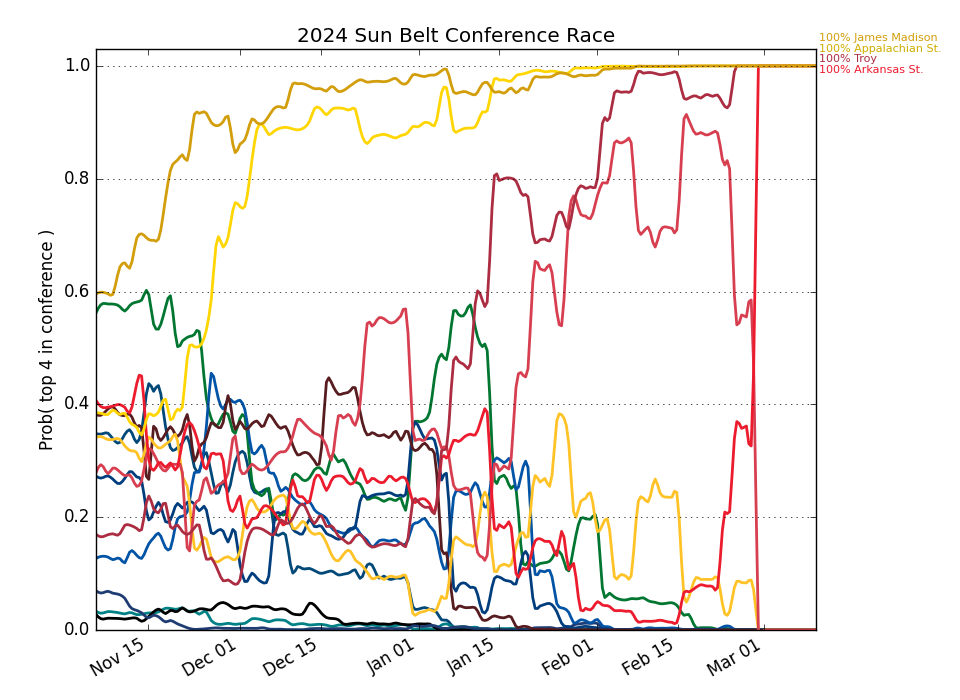 2024 Sun Belt Conference Race
100% James Madison
100% Appalachian St.
100% Troy
100% Arkansas St.
Prob( top 4 in conference )
1.0
0.8
0.6
0.4
0.2
0.0
Nov 15
Dec 01
Dec 15
Jan 01
Jan 15
Feb 01
Feb 15
Mar 01